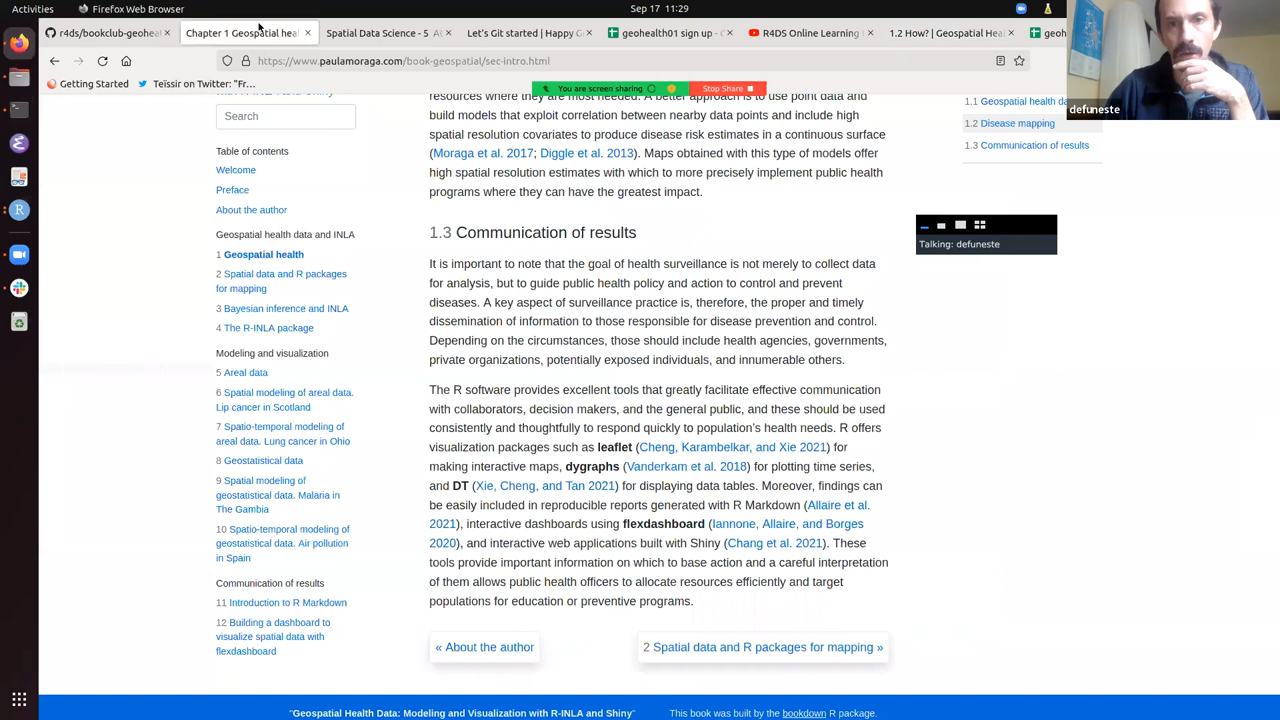 Activities
Firefox Web Browser
Sep 17 11:29
r4ds/bookclub-geohea
Chapter 1 Geospatial hea
Spatial Data Science - 5 A
Let's Git started | Happy G
geohealth01 sign up - G
R4DS Online Learning
1.2 How? | Geospatial He
geoh
https://www.paulamoraga.com/book-geospatial/sec-intro.html
Getting Started
Teïssir on Twitter: "Fr…
You are screen sharing
Stop Share
defuneste
Search
Table of contents
Welcome
Preface
About the author
Geospatial health data and INLA
1 Geospatial health
2 Spatial data and R packages
for mapping
3 Bayesian inference and INLA
4 The R-INLA package
Modeling and visualization
5 Areal data
6 Spatial modeling of areal data.
Lip cancer in Scotland
7 Spatio-temporal modeling of
areal data. Lung cancer in Ohio
8 Geostatistical data
9 Spatial modeling of
geostatistical data. Malaria in
The Gambia
10 Spatio-temporal modeling of
geostatistical data. Air pollution
in Spain
Communication of results
11 Introduction to R Markdown
12 Building a dashboard to
visualize spatial data with
flexdashboard
resources where they are most needed. A better approach is to use point data and
build models that exploit correlation between nearby data points and include high
spatial resolution covariates to produce disease risk estimates in a continuous surface
(Moraga et al. 2017; Diggle et al. 2013). Maps obtained with this type of models offer
high spatial resolution estimates with which to more precisely implement public health
programs where they can have the greatest impact.
1.3 Communication of results
It is important to note that the goal of health surveillance is not merely to collect data
for analysis, but to guide public health policy and action to control and prevent
diseases. A key aspect of surveillance practice is, therefore, the proper and timely
dissemination of information to those responsible for disease prevention and control.
Depending on the circumstances, those should include health agencies, governments,
private organizations, potentially exposed individuals, and innumerable others.
The R software provides excellent tools that greatly facilitate effective communication
with collaborators, decision makers, and the general public, and these should be used
consistently and thoughtfully to respond quickly to population's health needs. R offers
visualization packages such as leaflet (Cheng, Karambelkar, and Xie 2021) for
making interactive maps, dygraphs (Vanderkam et al. 2018) for plotting time series,
and DT (Xie, Cheng, and Tan 2021) for displaying data tables. Moreover, findings can
be easily included in reproducible reports generated with R Markdown (Allaire et al.
2021), interactive dashboards using flexdashboard (Iannone, Allaire, and Borges
2020), and interactive web applications built with Shiny (Chang et al. 2021). These
tools provide important information on which to base action and a careful interpretation
of them allows public health officers to allocate resources efficiently and target
populations for education or preventive programs.
« About the author
2 Spatial data and R packages for mapping »
1.1 Geospatial health da
1.2 Disease mapping
1.3 Communication of results
Talking: defuneste
"Geospatial Health Data: Modeling and Visualization with R-INLA and Shiny"
This book was built by the bookdown R package.